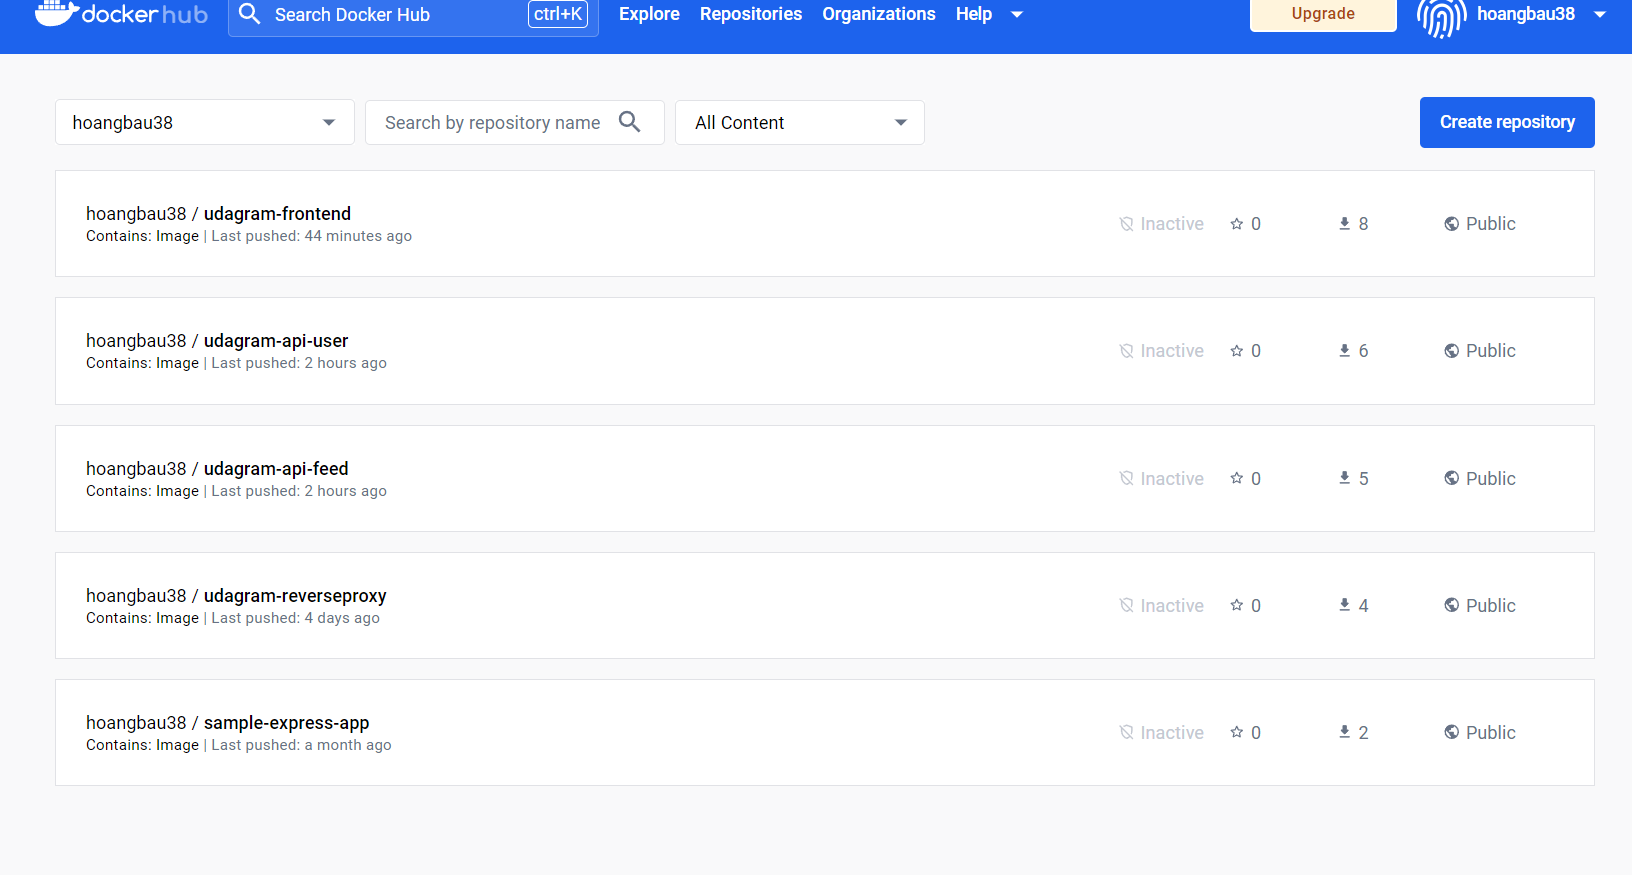 dockerhub
Search Docker Hub
ctrl+K
Explore
Repositories
Organizations
Help
Upgrade
hoangbau38
hoangbau38
Search by repository name
All Content
Create repository
hoangbau38 / udagram-frontend
Contains: Image | Last pushed: 44 minutes ago
Inactive
0
8
Public
hoangbau38 / udagram-api-user
Contains: Image | Last pushed: 2 hours ago
Inactive
0
6
Public
hoangbau38 / udagram-api-feed
Contains: Image | Last pushed: 2 hours ago
Inactive
0
5
Public
hoangbau38 / udagram-reverseproxy
Contains: Image | Last pushed: 4 days ago
Inactive
0
4
Public
hoangbau38 / sample-express-app
Contains: Image | Last pushed: a month ago
Inactive
0
2
Public